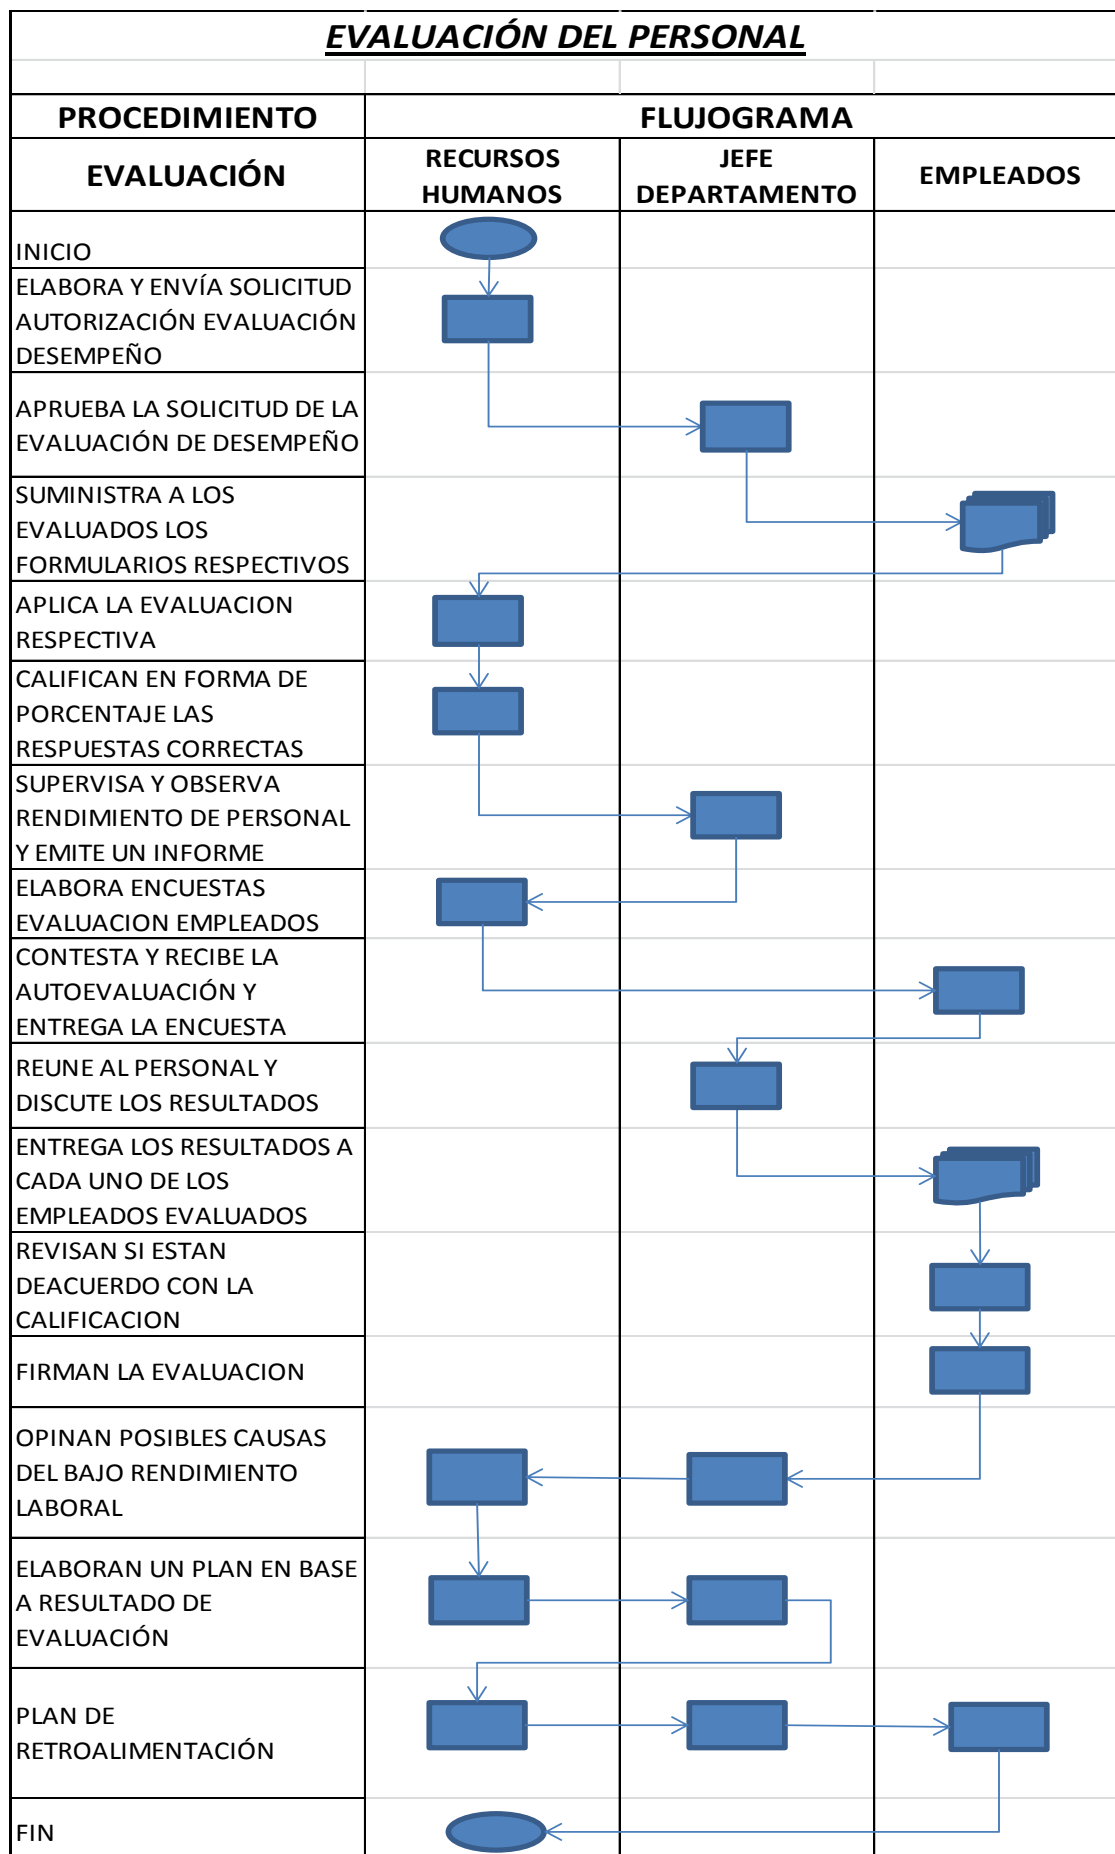 EVALUACIÓN DEL PERSONAL
PROCEDIMIENTO
FLUJOGRAMA
EVALUACIÓN
RECURSOS
HUMANOS
JEFE
DEPARTAMENTO
EMPLEADOS
INICIO
ELABORA Y ENVÍA SOLICITUD
AUTORIZACIÓN EVALUACIÓN
DESEMPEÑO
APRUEBA LA SOLICITUD DE LA
EVALUACIÓN DE DESEMPEÑO
SUMINISTRA A LOS
EVALUADOS LOS
FORMULARIOS RESPECTIVOS
APLICA LA EVALUACION
RESPECTIVA
CALIFICAN EN FORMA DE
PORCENTAJE LAS
RESPUESTAS CORRECTAS
SUPERVISA Y OBSERVA
RENDIMIENTO DE PERSONAL
Y EMITE UN INFORME
ELABORA ENCUESTAS
EVALUACION EMPLEADOS
CONTESTA Y RECIBE LA
AUTOEVALUACIÓN Y
ENTREGA LA ENCUESTA
REUNE AL PERSONAL Y
DISCUTE LOS RESULTADOS
ENTREGA LOS RESULTADOS A
CADA UNO DE LOS
EMPLEADOS EVALUADOS
REVISAN SI ESTAN
DEACUERDO CON LA
CALIFICACION
FIRMAN LA EVALUACION
OPINAN POSIBLES CAUSAS
DEL BAJO RENDIMIENTO
LABORAL
ELABORAN UN PLAN EN BASE
A RESULTADO DE
EVALUACIÓN
PLAN DE
RETROALIMENTACIÓN
FIN